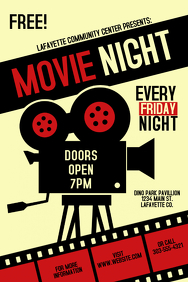 FREE!
LAFAYETTE COMMUNITY CENTER PRESENTS:
MOVIE NIGHT
EVERY
FRIDAY
NIGHT
DOORS
OPEN
7PM
DINO PARC PAVILLION
1234 MAIN ST.
LAFAYETTE CO.
FOR MORE
INFORMATION
VISIT
WWW.WEBSITE.COM
OR CALL